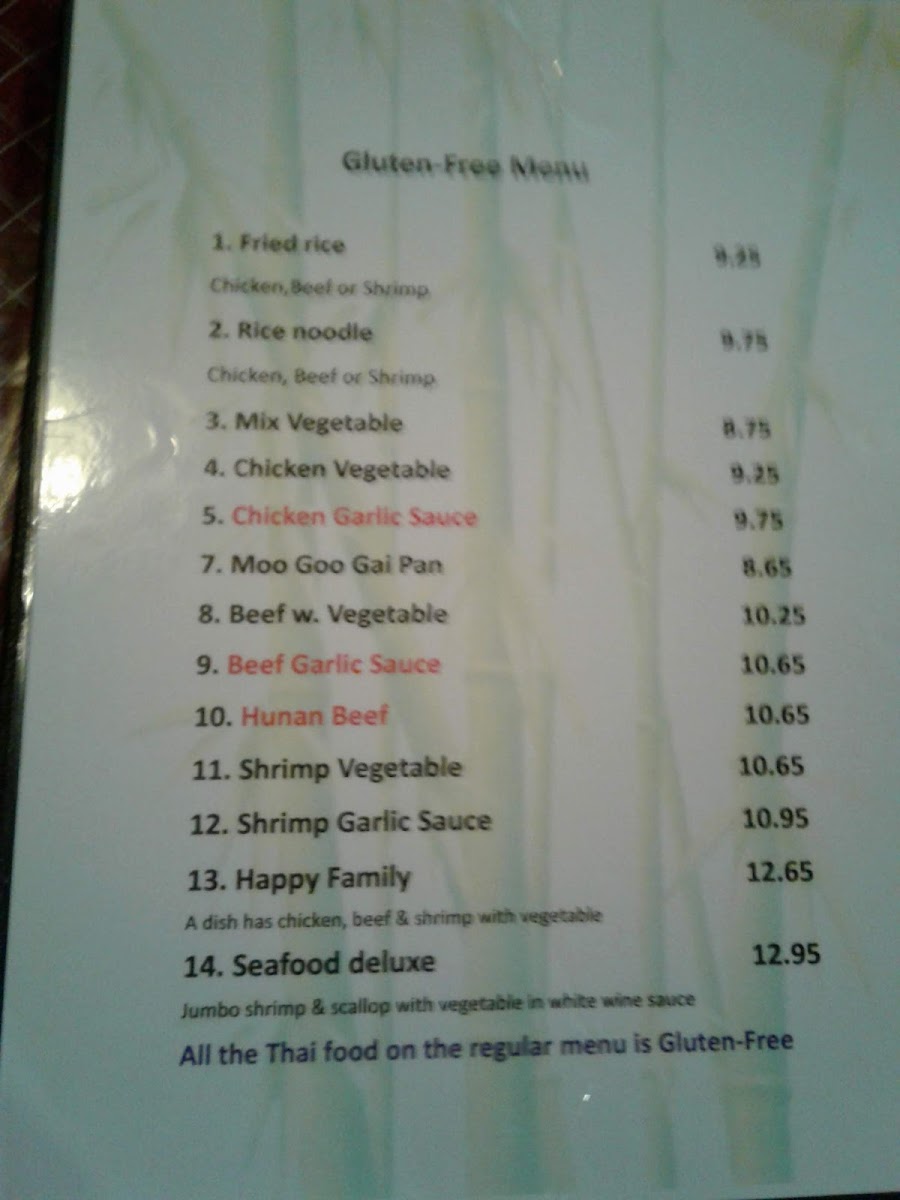 Gluten-Free Menu
1. Fried rice 9.25
Chicken,Beef or Shrimp
2. Rice noodle 9.75
Chicken, Beef or Shrimp
3. Mix Vegetable 8.75
4. Chicken Vegetable 9.25
5. Chicken Garlic Sauce 9.75
7. Moo Goo Gai Pan 8.65
8. Beef w. Vegetable 10.25
9. Beef Garlic Sauce 10.65
10. Hunan Beef 10.65
11. Shrimp Vegetable 10.65
12. Shrimp Garlic Sauce 10.95
13. Happy Family 12.65
A dish has chicken, beef & shrimp with vegetable
14. Seafood deluxe 12.95
Jumbo shrimp & scallop with vegetable in white wine sauce
All the Thai food on the regular menu is Gluten-Free